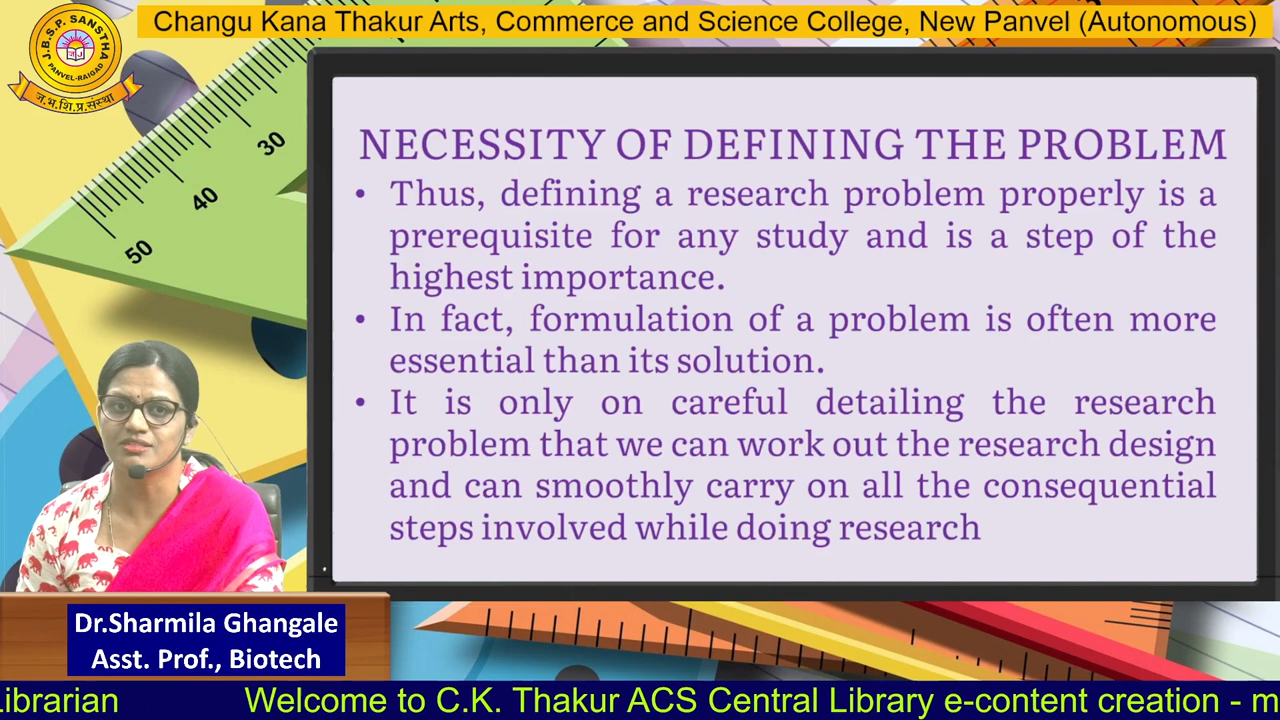 Changu Kana Thakur Arts, Commerce and Science College, New Panvel (Autonomous)
J.B.S.P. SANSTHA
PANVEL-RAIGAD
ज.भ.शि.प्र.संस्था
30
40
50
NECESSITY OF DEFINING THE PROBLEM
• Thus, defining a research problem properly is a
prerequisite for any study and is a step of the
highest importance.
• In fact, formulation of a problem is often more
essential than its solution.
• It is only on careful detailing the research
problem that we can work out the research design
and can smoothly carry on all the consequential
steps involved while doing research
Dr.Sharmila Ghangale
Asst. Prof., Biotech
Librarian Welcome to C.K. Thakur ACS Central Library e-content creation - m